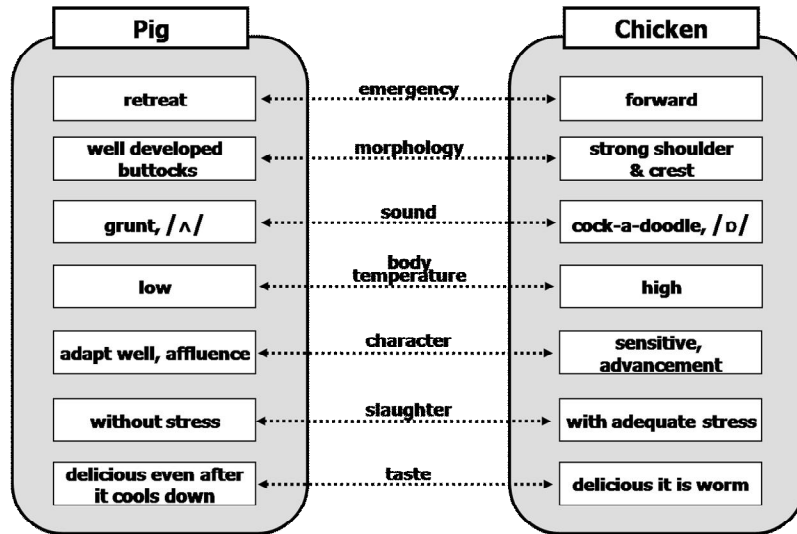 Pig
Chicken
retreat
emergency
forward
well developed
buttocks
morphology
strong shoulder
& crest
grunt, /ʌ/
sound
cock-a-doodle, /ɒ/
low
body
temperature
high
adapt well, affluence
character
sensitive,
advancement
without stress
slaughter
with adequate stress
delicious even after
it cools down
taste
delicious it is worm